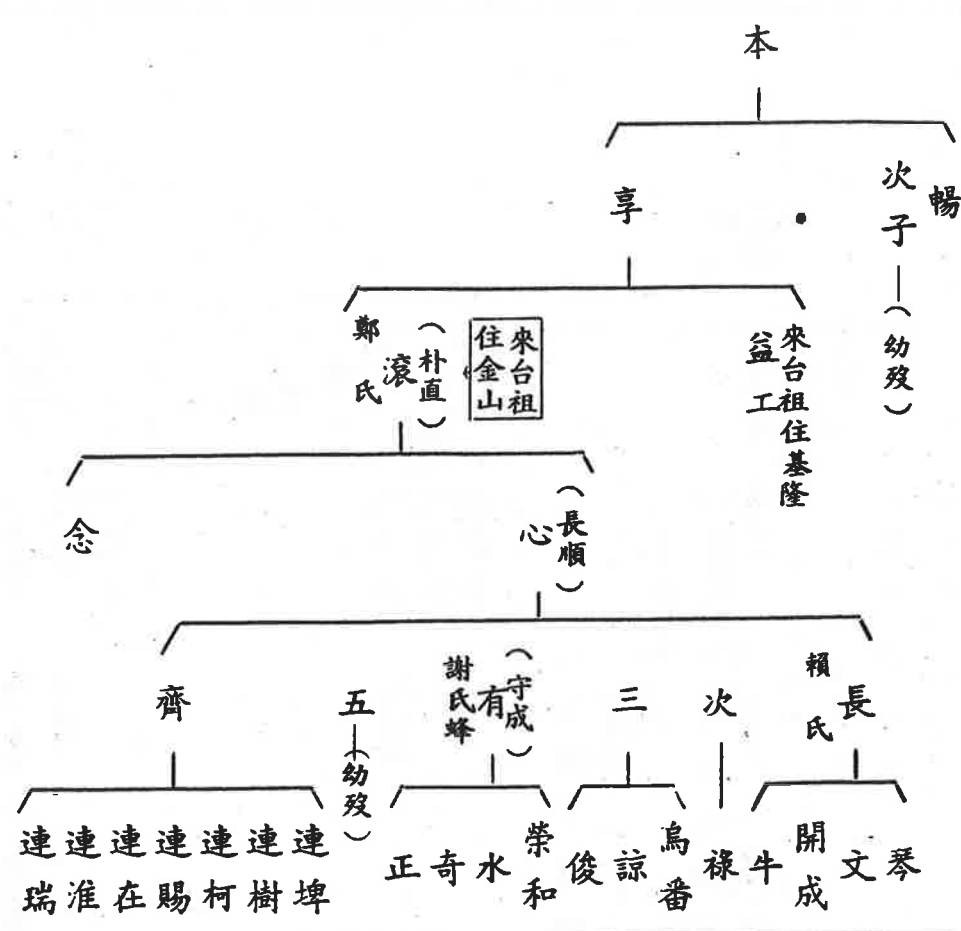 本
暢
次子
（幼歿）
享
來台祖住基隆
益工
來台祖
住金山
（朴直）
滾
鄭氏
（長順）
心
念
長
賴氏
次
三
（守成）
有
謝氏蜂
五
（幼歿）
齊
琴
文
開成
牛
祿
烏番
諒
俊
榮和
水
奇
正
連埤
連樹
連柯
連賜
連在
連淮
連瑞